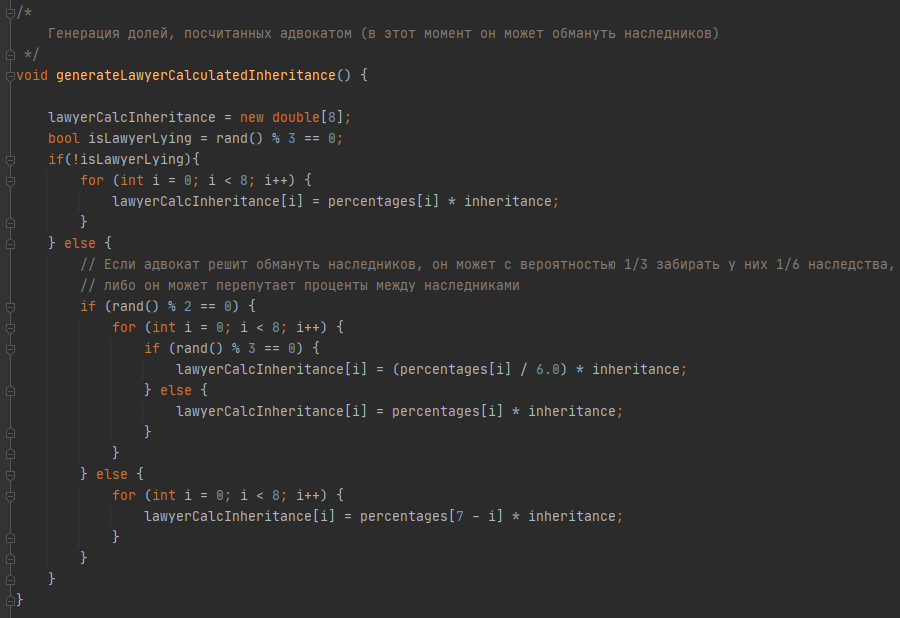 /*
    Генерация долей, посчитанных адвокатом (в этот момент он может обмануть наследников)
 */
void generateLawyerCalculatedInheritance() {

    lawyerCalcInheritance = new double[8];
    bool isLawyerLying = rand() % 3 == 0;
    if(!isLawyerLying){
        for (int i = 0; i < 8; i++) {
            lawyerCalcInheritance[i] = percentages[i] * inheritance;
        }
    } else {
        // Если адвокат решит обмануть наследников, он может с вероятностью 1/3 забирать у них 1/6 наследства,
        // либо он может перепутает проценты между наследниками
        if (rand() % 2 == 0) {
            for (int i = 0; i < 8; i++) {
                if (rand() % 3 == 0) {
                    lawyerCalcInheritance[i] = (percentages[i] / 6.0) * inheritance;
                } else {
                    lawyerCalcInheritance[i] = percentages[i] * inheritance;
                }
            }
        } else {
            for (int i = 0; i < 8; i++) {
                lawyerCalcInheritance[i] = percentages[7 - i] * inheritance;
            }
        }
    }
}